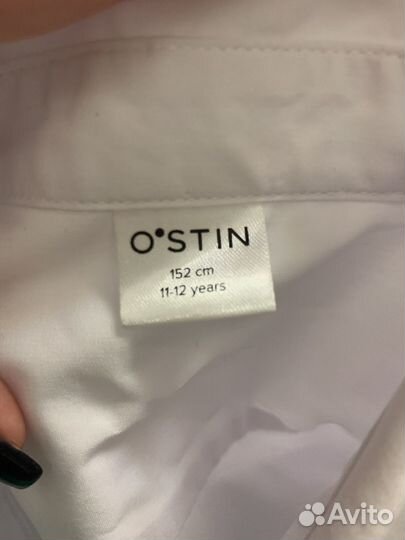 O•STIN
152 cm
11-12 years
Avito